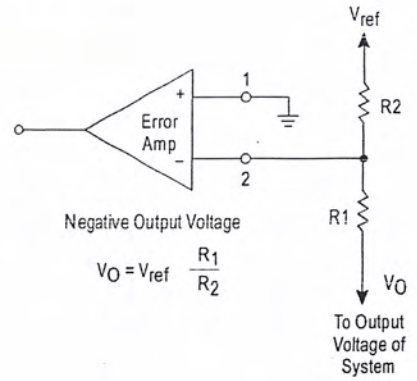 Vref
1
+
R2
Error
Amp
–
2
Negative Output Voltage
R1
VO = Vref R1
R2
VO
To Output
Voltage of
System